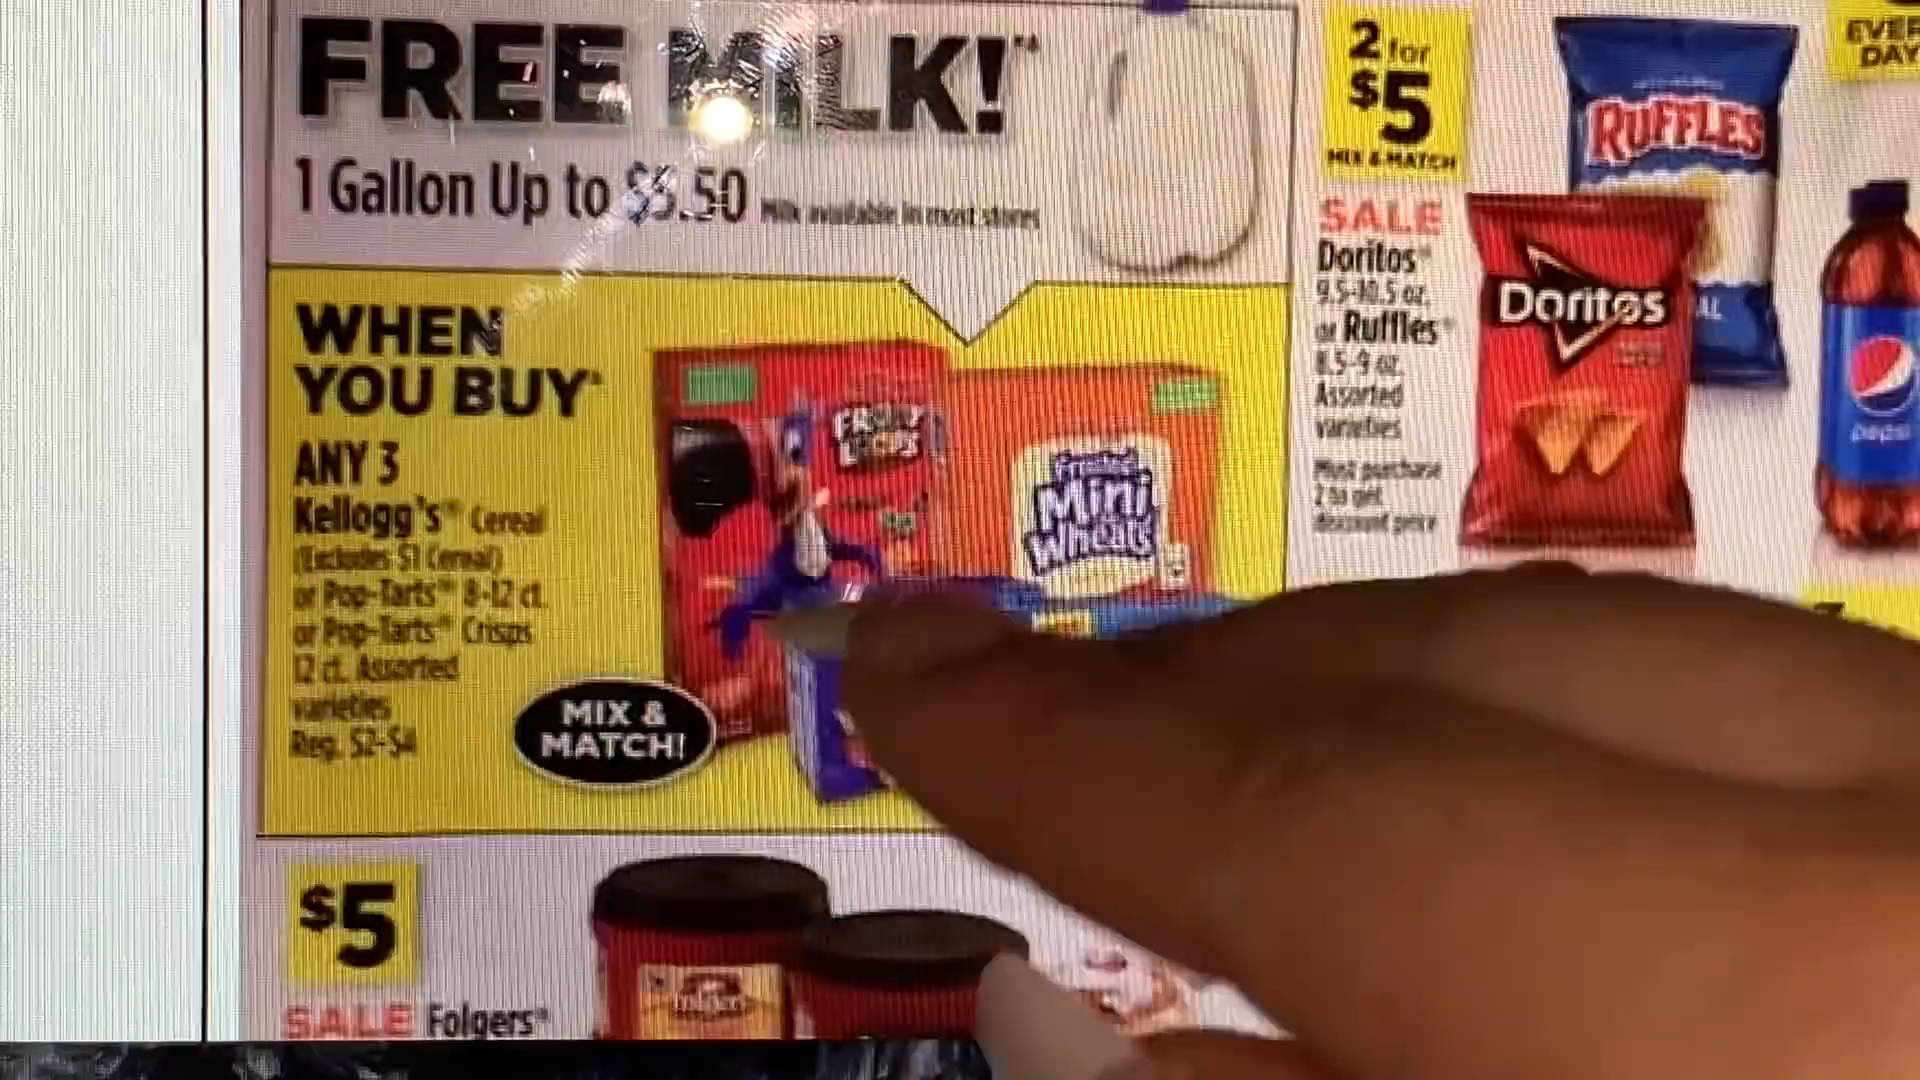 FREE MILK!
1 Gallon Up to $5.50 Milk available in most stores
WHEN
YOU BUY*
ANY 3
Kellogg's® Cereal
(Excludes $1 Cereal)
or Pop-Tarts® 8-12 ct.
or Pop-Tarts® Crisps
12 ct. Assorted
varieties
Reg. $2-$4
MIX &
MATCH!
FROOT
LOOPS
Frosted
Mini
Wheats
2 for
$5
MIX & MATCH
SALE
Doritos®
9.5-10.5 oz.
or Ruffles®
8.5-9 oz.
Assorted
varieties
Must purchase
2 to get
discount price
RUFFLES
Doritos
EVER
DAY
pepsi
$5
SALE Folgers®
Folgers